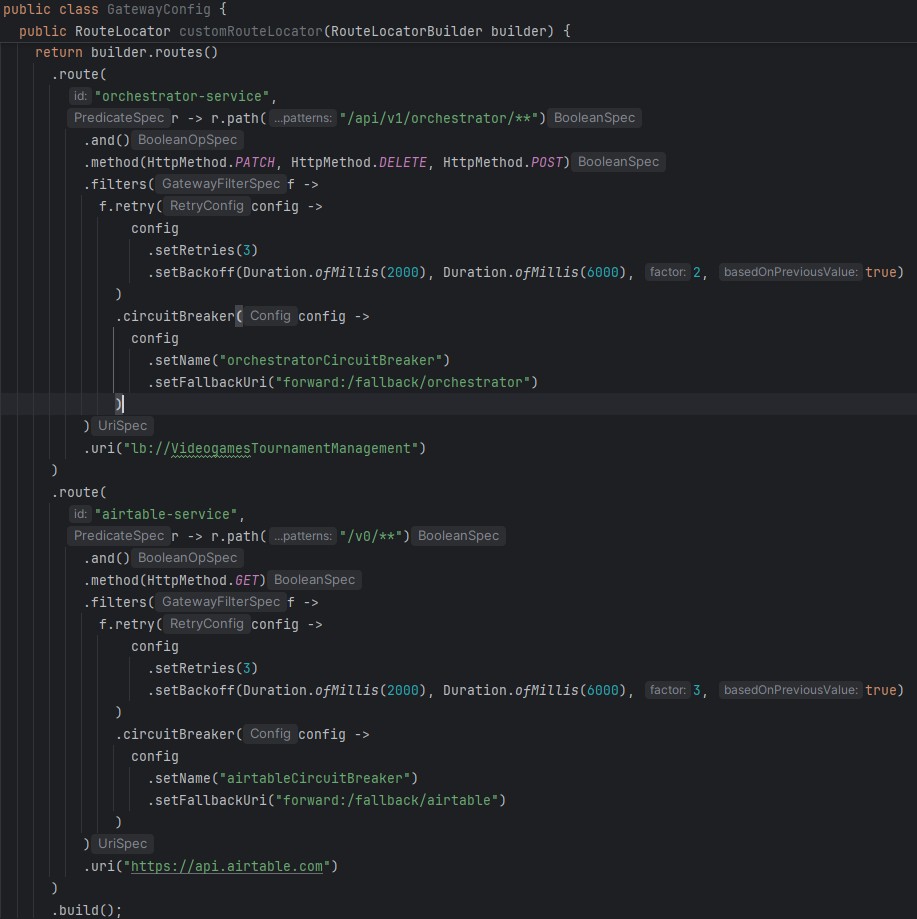 public class GatewayConfig {
public RouteLocator customRouteLocator(RouteLocatorBuilder builder) {
return builder.routes()
.route(
id: "orchestrator-service",
PredicateSpec r -> r.path( ...patterns: "/api/v1/orchestrator/**") BooleanSpec
.and() BooleanOpSpec
.method(HttpMethod.PATCH, HttpMethod.DELETE, HttpMethod.POST) BooleanSpec
.filters( GatewayFilterSpec f ->
f.retry( RetryConfig config ->
config
.setRetries(3)
.setBackoff(Duration.ofMillis(2000), Duration.ofMillis(6000), factor: 2, basedOnPreviousValue: true)
)
.circuitBreaker( Config config ->
config
.setName("orchestratorCircuitBreaker")
.setFallbackUri("forward:/fallback/orchestrator")
)
) UriSpec
.uri("lb://VideogamesTournamentManagement")
)
.route(
id: "airtable-service",
PredicateSpec r -> r.path( ...patterns: "/v0/**") BooleanSpec
.and() BooleanOpSpec
.method(HttpMethod.GET) BooleanSpec
.filters( GatewayFilterSpec f ->
f.retry( RetryConfig config ->
config
.setRetries(3)
.setBackoff(Duration.ofMillis(2000), Duration.ofMillis(6000), factor: 3, basedOnPreviousValue: true)
)
.circuitBreaker( Config config ->
config
.setName("airtableCircuitBreaker")
.setFallbackUri("forward:/fallback/airtable")
)
) UriSpec
.uri("https://api.airtable.com")
)
.build();